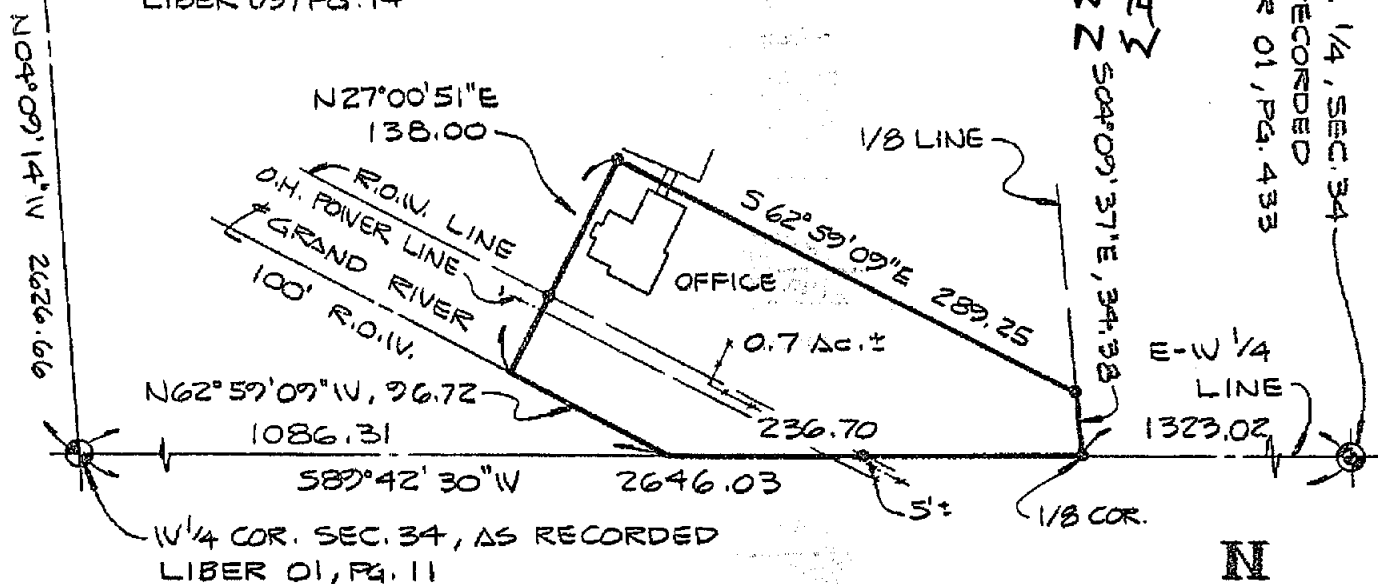 LIBER 03, PG. 14
N04°09'14"W 2626.66
N27°00'51"E
138.00
R.O.W. LINE
O.H. POWER LINE
GRAND RIVER
100' R.O.W.
OFFICE
S 62°59'09"E 289.25
1/8 LINE
S04°09'37"E, 34.38
1/4, SEC. 34
RECORDED
R 01, PG. 433
0.7 AC.±
E-W 1/4
LINE
N62°59'09"W, 96.72
1086.31
236.70
1323.02
S89°42'30"W 2646.03
5'±
1/8 COR.
W 1/4 COR. SEC. 34, AS RECORDED
LIBER 01, PG. 11
N